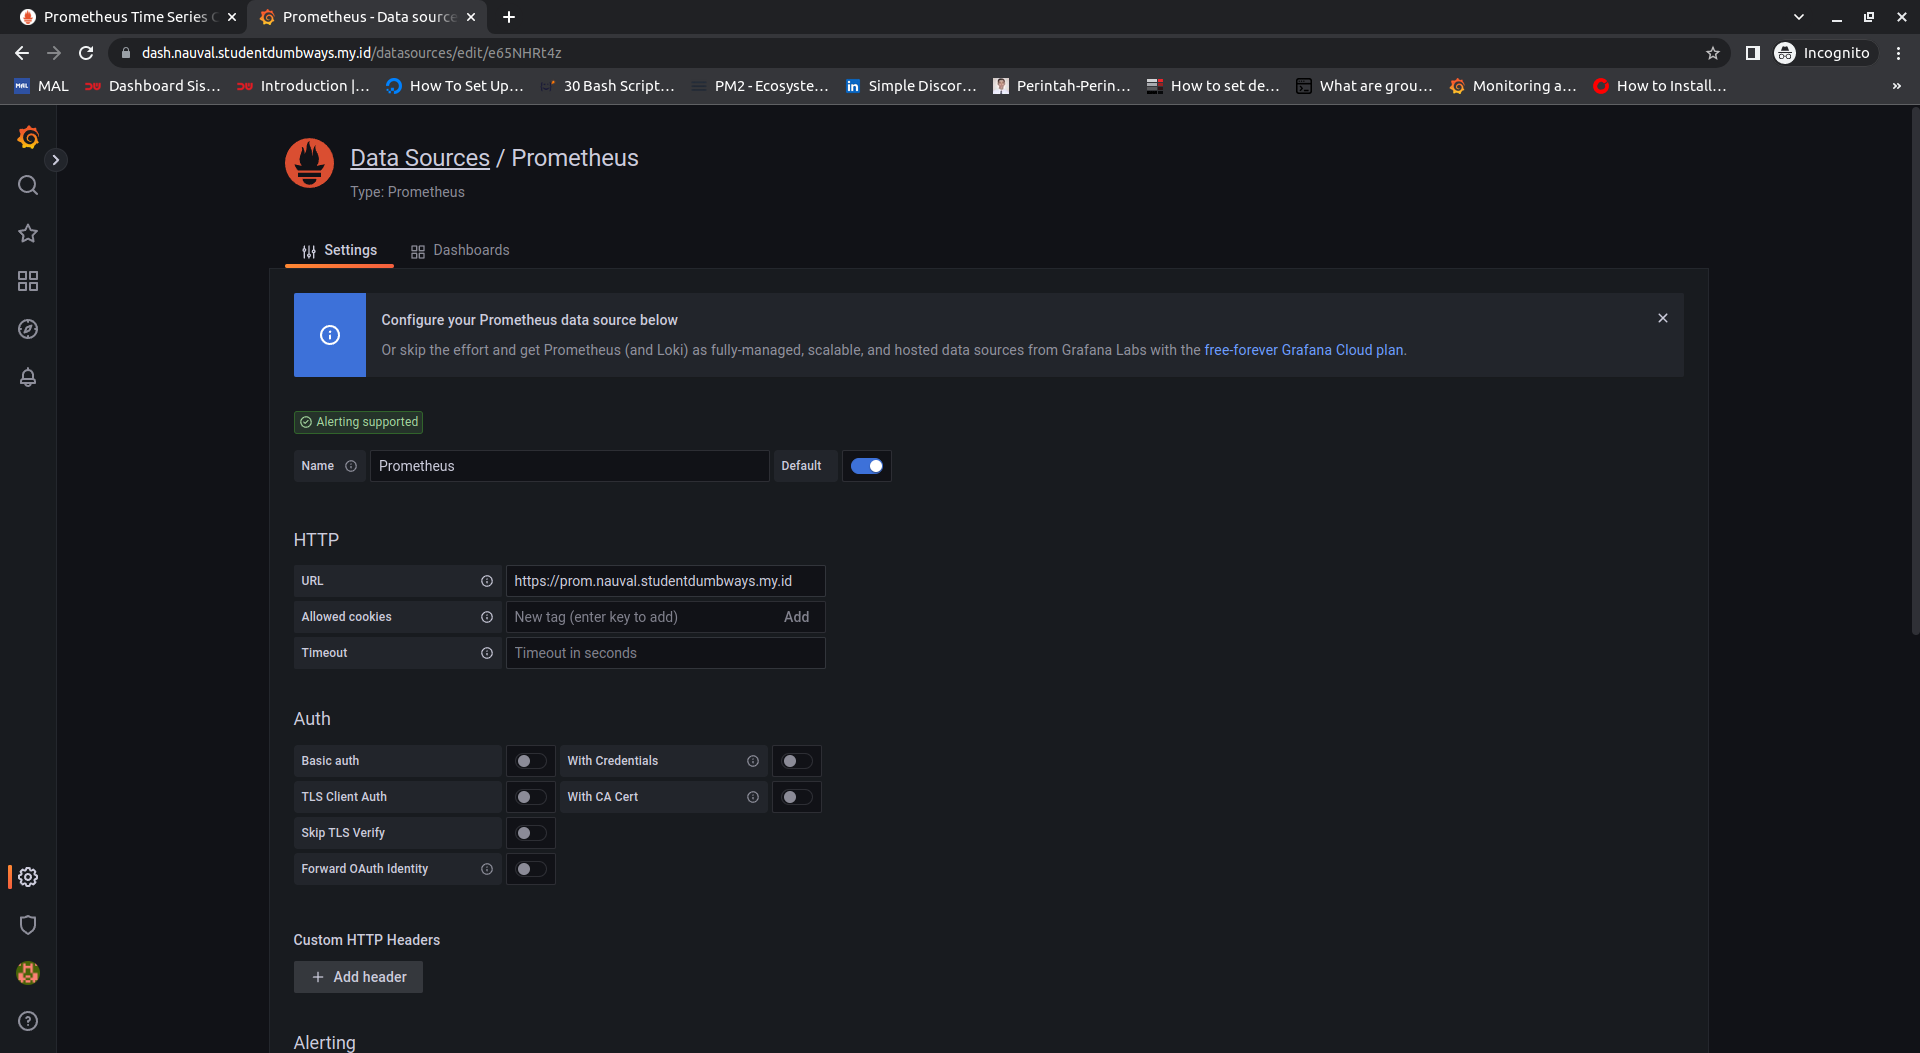 Prometheus Time Series C
Prometheus - Data source
dash.nauval.studentdumbways.my.id/datasources/edit/e65NHRt4z
Incognito
MAL
MAL
Dashboard Sis...
Introduction |...
How To Set Up...
30 Bash Script...
PM2 - Ecosyste...
in
Simple Discor...
Perintah-Perin...
How to set de...
What are grou...
Monitoring a...
How to Install...
»
Data Sources / Prometheus
Type: Prometheus
Settings
Dashboards
Configure your Prometheus data source below
Or skip the effort and get Prometheus (and Loki) as fully-managed, scalable, and hosted data sources from Grafana Labs with the free-forever Grafana Cloud plan.
Alerting supported
Name
Prometheus
Default
HTTP
URL
https://prom.nauval.studentdumbways.my.id
Allowed cookies
New tag (enter key to add)
Add
Timeout
Timeout in seconds
Auth
Basic auth
With Credentials
TLS Client Auth
With CA Cert
Skip TLS Verify
Forward OAuth Identity
Custom HTTP Headers
+ Add header
Alerting